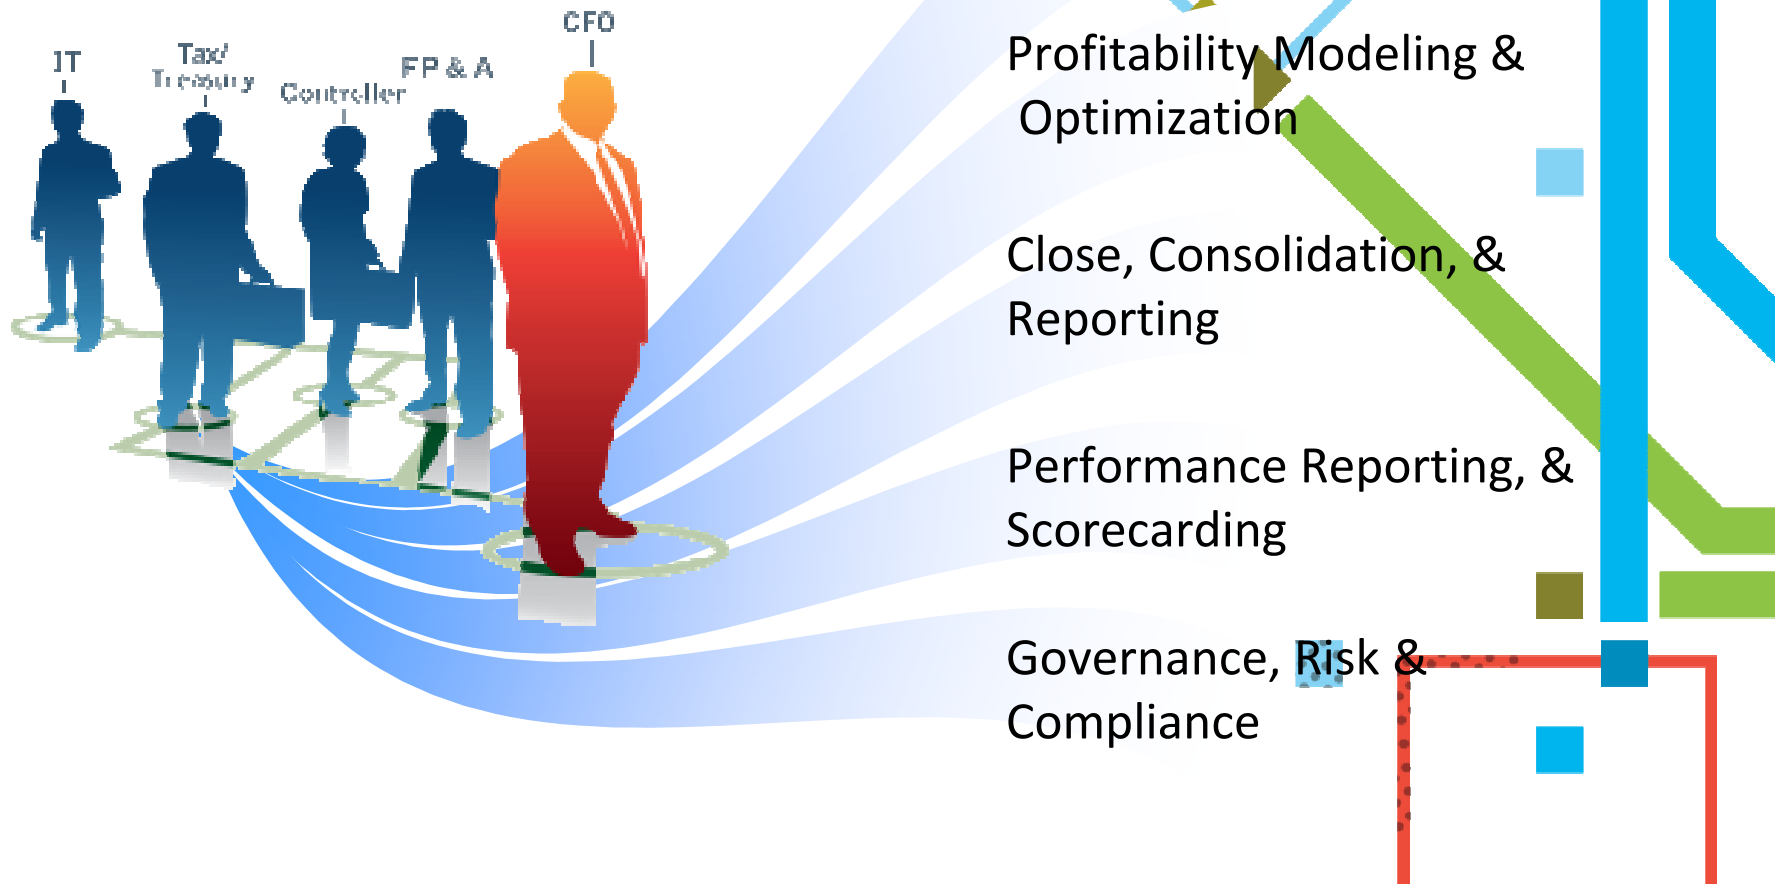 CFO
IT
Tax/
Treasury
Controller
FP & A
Profitability Modeling &
Optimization
Close, Consolidation, &
Reporting
Performance Reporting, &
Scorecarding
Governance, Risk &
Compliance